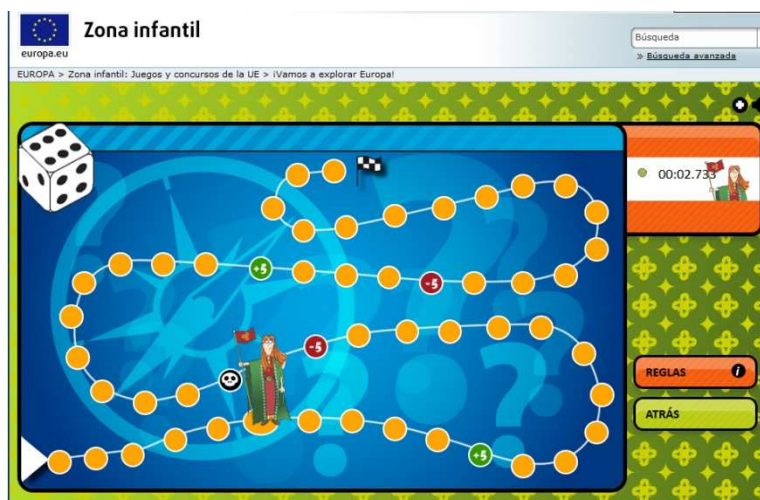 Zona infantil
europa.eu
Búsqueda
» Búsqueda avanzada
EUROPA > Zona infantil: Juegos y concursos de la UE > ¡Vamos a explorar Europa!
00:02.733
+5
-5
-5
+5
REGLAS i
ATRÁS